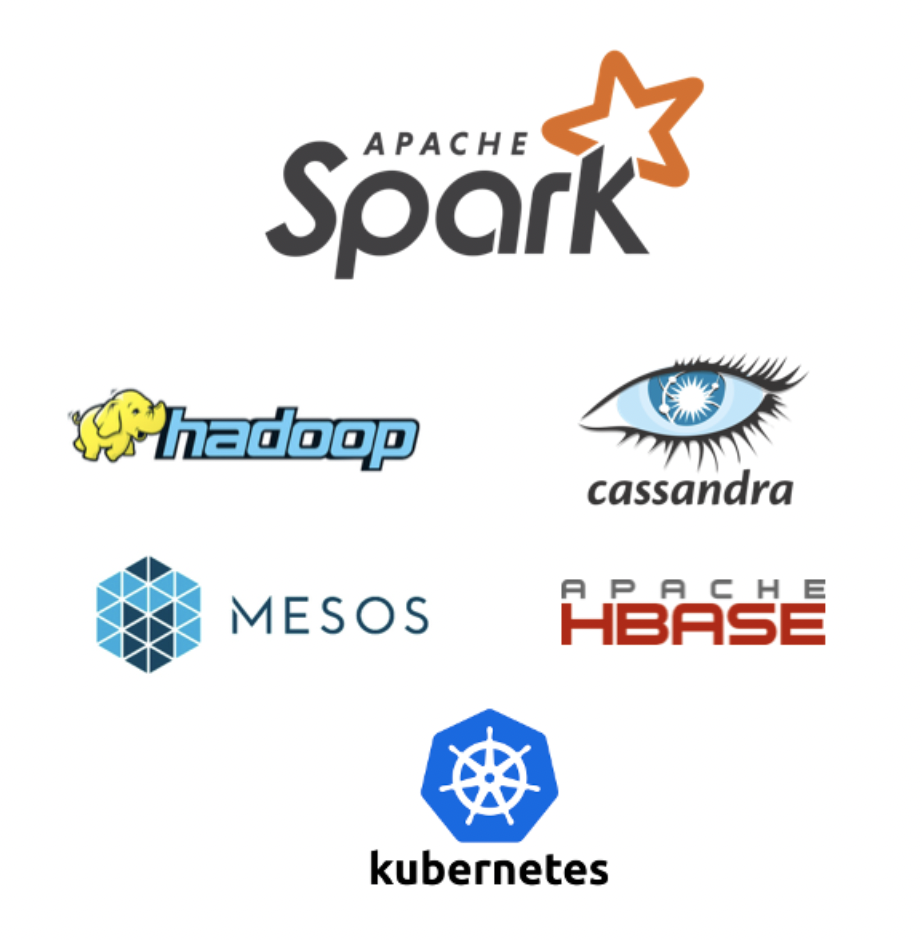 APACHE
Spark
hadoop
cassandra
MESOS
APACHE
HBASE
kubernetes